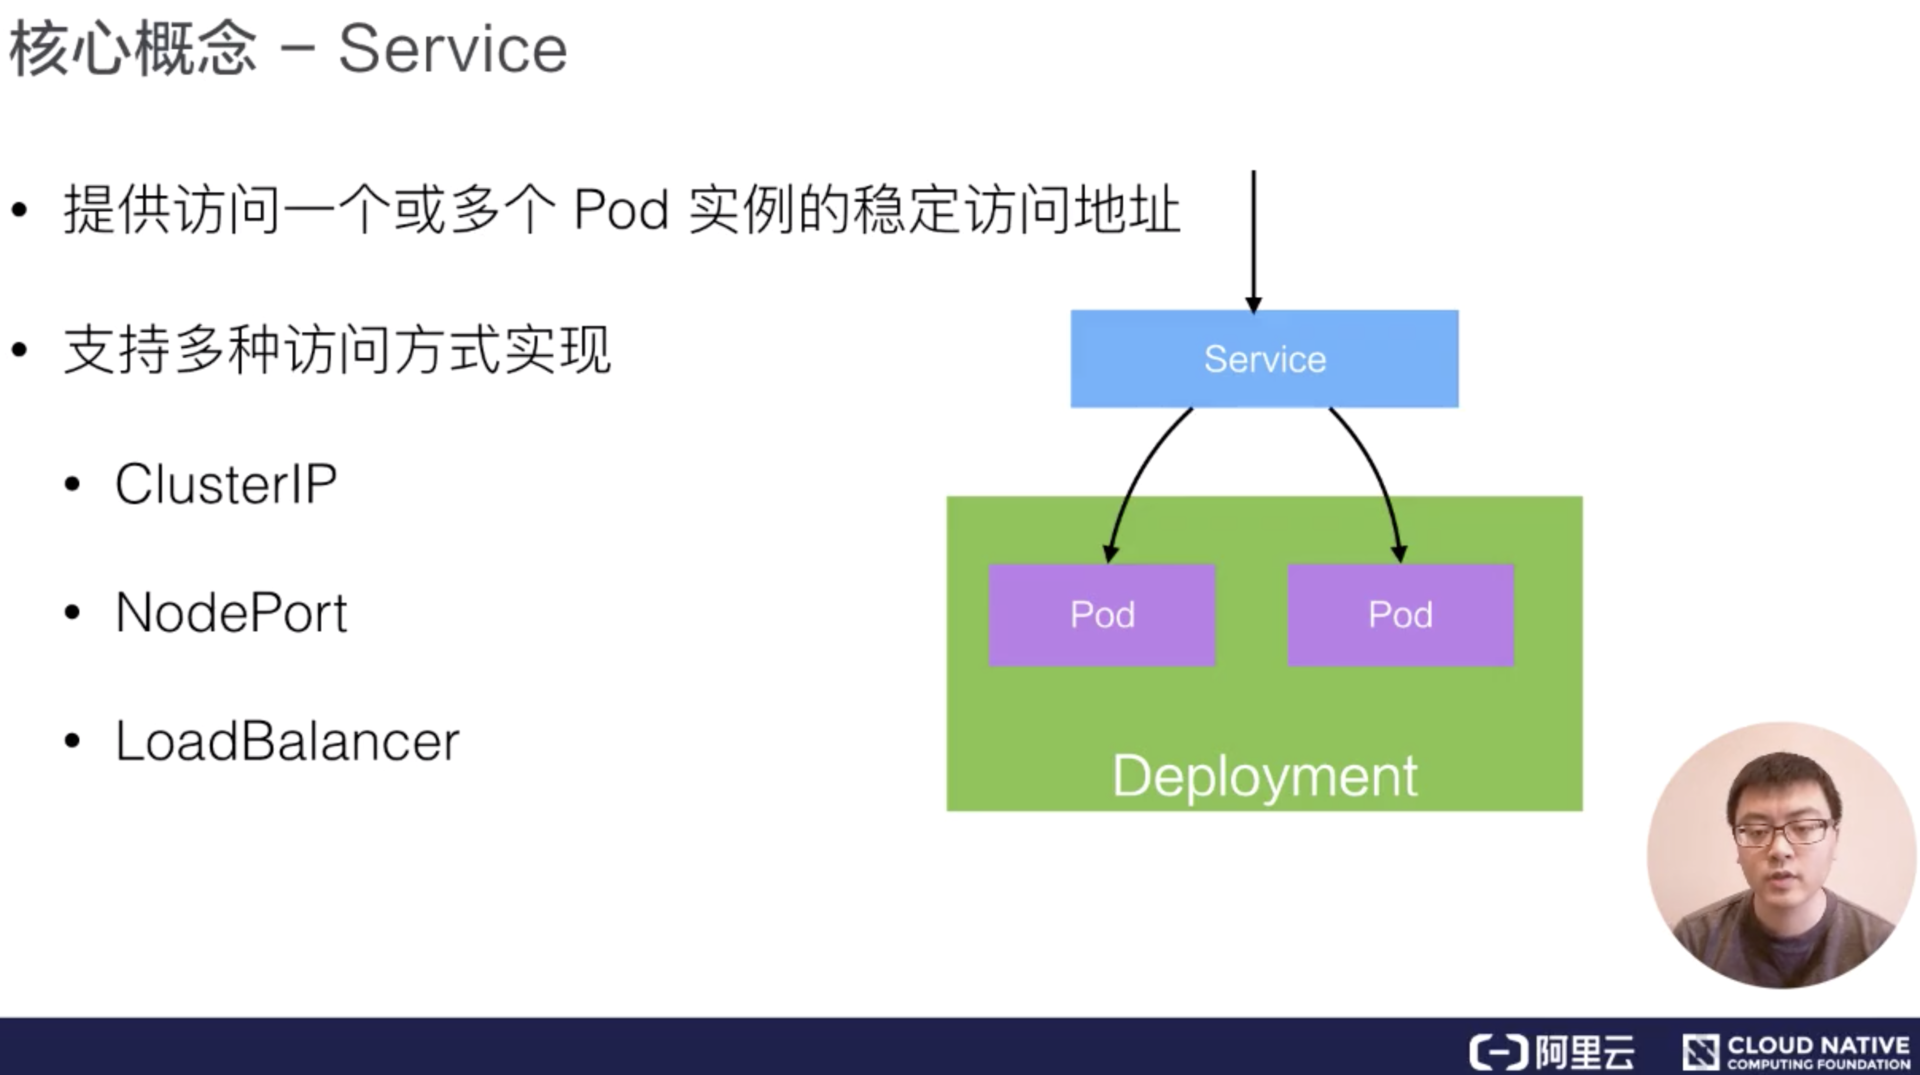 核心概念 – Service
提供访问一个或多个 Pod 实例的稳定访问地址
支持多种访问方式实现
ClusterIP
NodePort
LoadBalancer
Service
Pod
Pod
Deployment
阿里云
CLOUD NATIVE
COMPUTING FOUNDATION